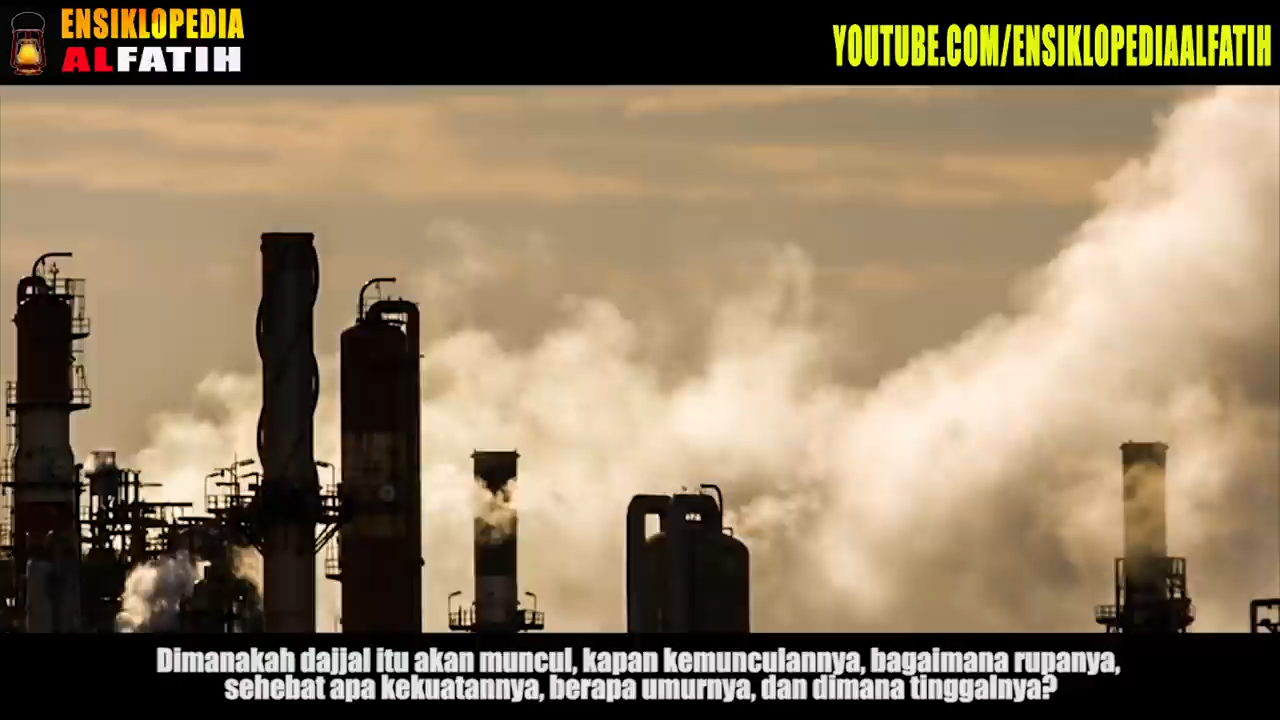 ENSIKLOPEDIA
ALFATIH
YOUTUBE.COM/ENSIKLOPEDIAALFATIH
Dimanakah dajjal itu akan muncul, kapan kemunculannya, bagaimana rupanya,
sehebat apa kekuatannya, berapa umurnya, dan dimana tinggalnya?